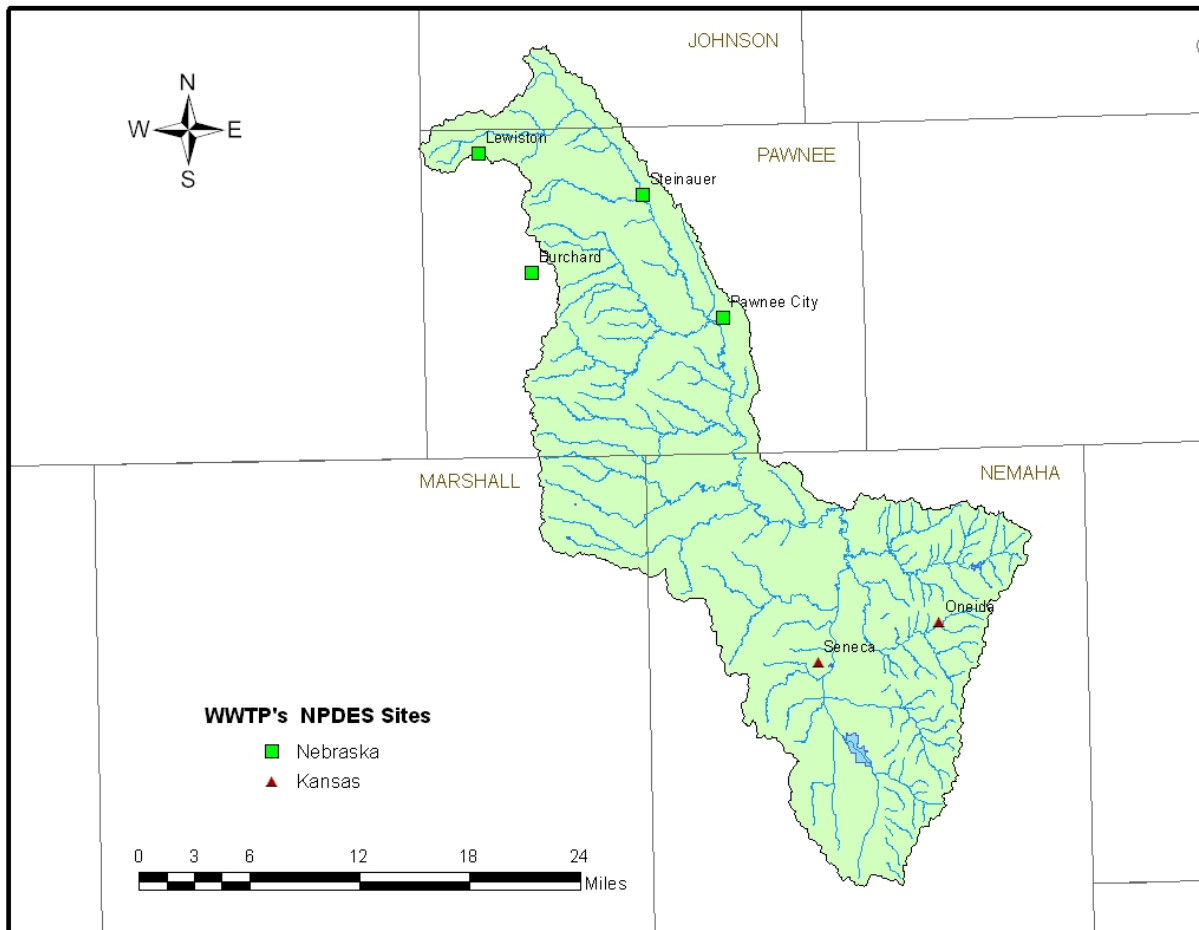 JOHNSON
N
W E
S
Lewiston
PAWNEE
Steinauer
Burchard
Pawnee City
MARSHALL
NEMAHA
Oneida
Seneca
WWTP's NPDES Sites
Nebraska
Kansas
0 3 6 12 18 24
Miles